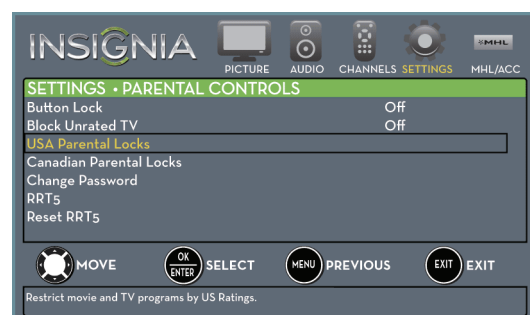 INSIGNIA
PICTURE AUDIO CHANNELS SETTINGS MHL/ACC
MHL
SETTINGS • PARENTAL CONTROLS
Button Lock Off
Block Unrated TV Off
USA Parental Locks
Canadian Parental Locks
Change Password
RRT5
Reset RRT5
MOVE OK ENTER SELECT MENU PREVIOUS EXIT EXIT
Restrict movie and TV programs by US Ratings.